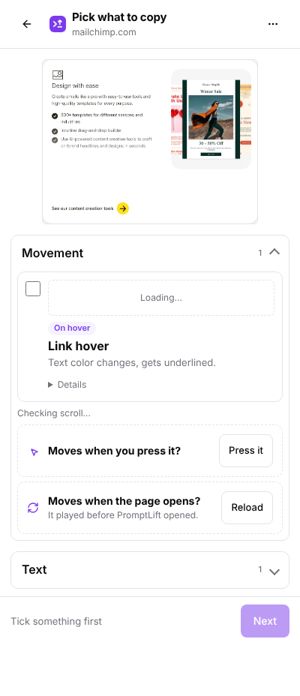 Pick what to copy
mailchimp.com
Design with ease
Create emails like a pro with easy-to-use tools and
high-quality templates for every purpose.
Winter Sale
20 - 30% Off
See our content creation tools
Movement
1
Loading...
On hover
Link hover
Text color changes, gets underlined.
Details
Checking scroll...
Moves when you press it?
Press it
Moves when the page opens?
It played before PromptLift opened.
Reload
Text
1
Tick something first
Next